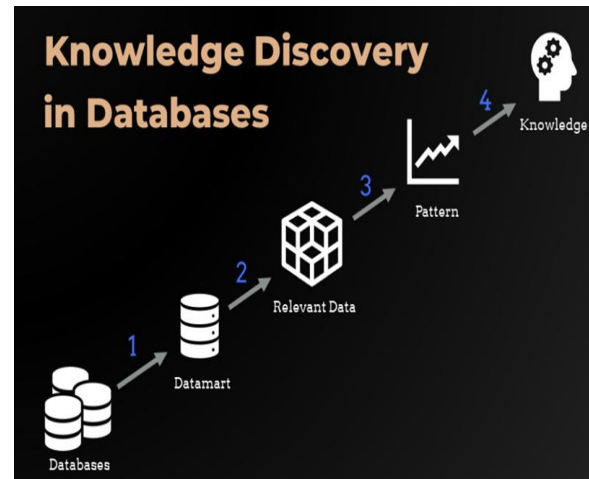 Knowledge Discovery
in Databases
4
Knowledge
3
Pattern
2
Relevant Data
1
Datamart
Databases